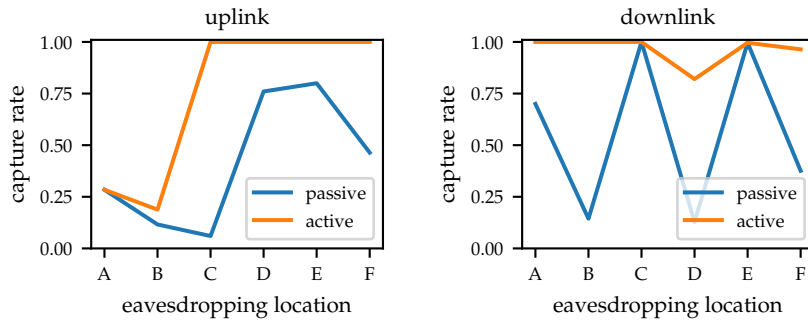 uplink
1.00
0.75
0.50
0.25
0.00
capture rate
passive
active
A B C D E F
eavesdropping location
downlink
1.00
0.75
0.50
0.25
0.00
capture rate
passive
active
A B C D E F
eavesdropping location